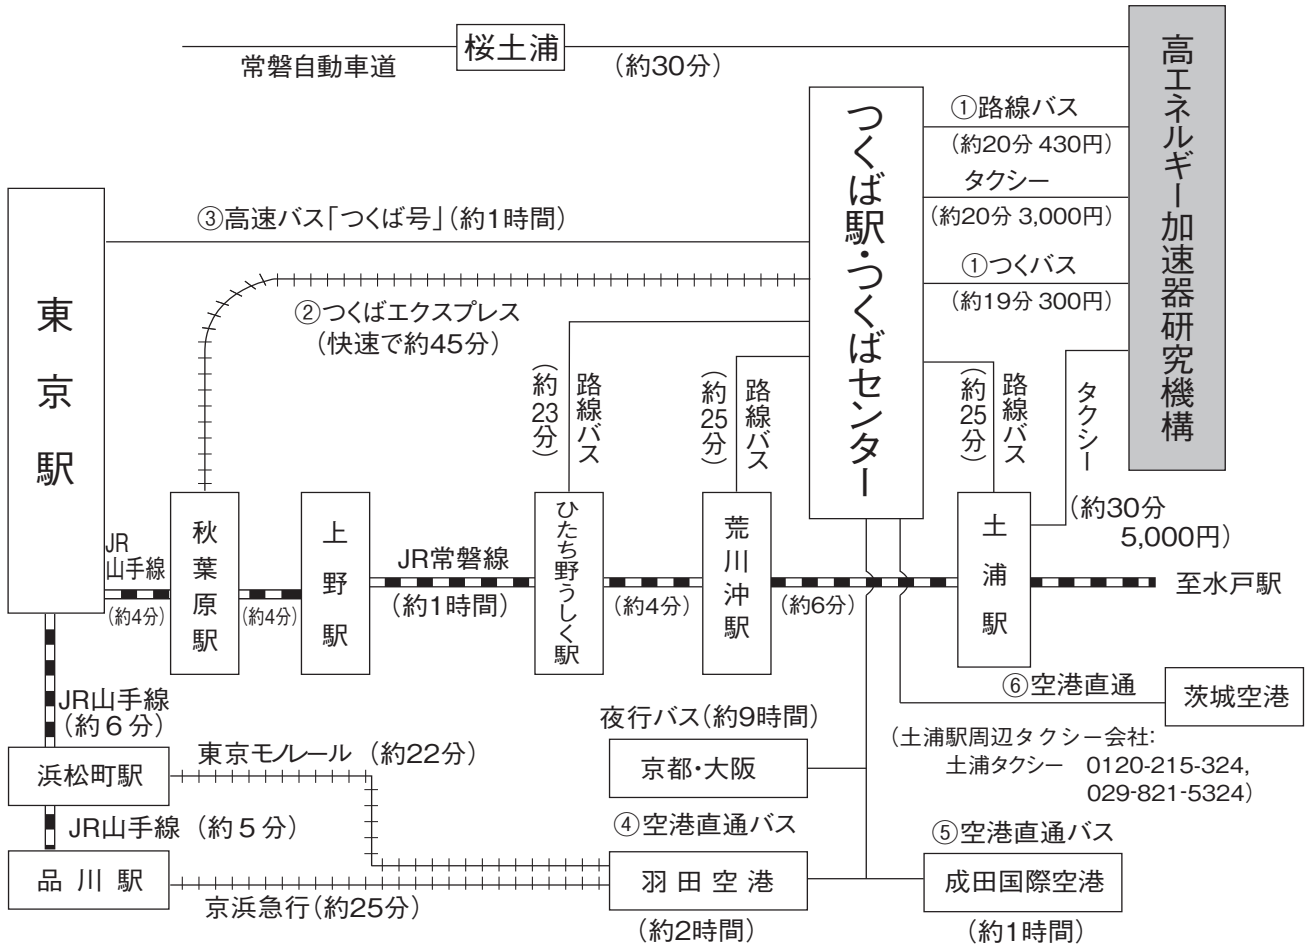 桜土浦
常磐自動車道
(約30分)
高エネルギー加速器研究機構
つくば駅・つくばセンター
①路線バス
(約20分 430円)
タクシー
(約20分 3,000円)
①つくバス
(約19分 300円)
東京駅
③高速バス「つくば号」(約1時間)
②つくばエクスプレス
(快速で約45分)
路線バス
(約23分)
路線バス
(約25分)
路線バス
(約25分)
タクシー
(約30分
5,000円)
JR
山手線
(約4分)
秋葉原駅
(約4分)
上野駅
JR常磐線
(約1時間)
ひたち野うしく駅
(約4分)
荒川沖駅
(約6分)
土浦駅
至水戸駅
JR山手線
(約6分)
浜松町駅
東京モノレール (約22分)
JR山手線 (約5分)
品川駅
京浜急行(約25分)
夜行バス(約9時間)
京都・大阪
④空港直通バス
羽田空港
(約2時間)
⑥空港直通
茨城空港
(土浦駅周辺タクシー会社:
土浦タクシー 0120-215-324,
029-821-5324)
⑤空港直通バス
成田国際空港
(約1時間)